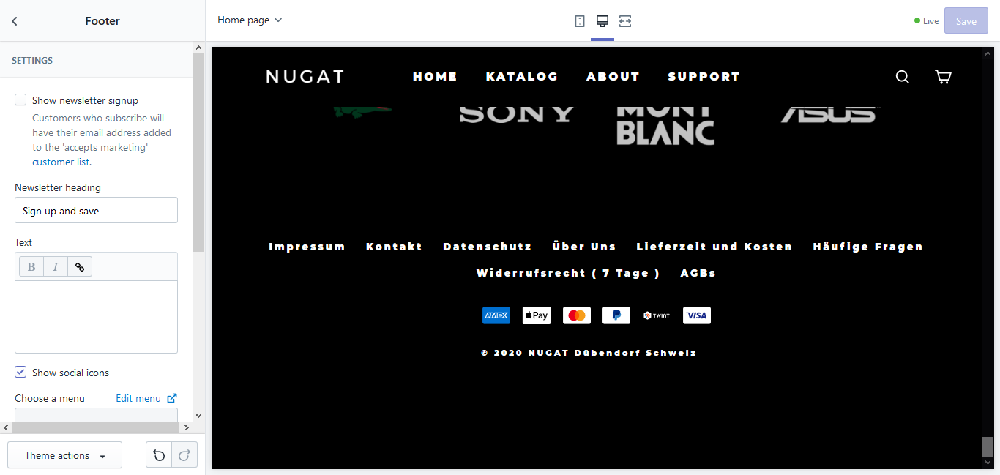 Footer
Home page
Live
Save
SETTINGS
Show newsletter signup
Customers who subscribe will
have their email address added
to the 'accepts marketing'
customer list.
Newsletter heading
Sign up and save
Text
B I
Show social icons
Choose a menu Edit menu
Theme actions
NUGAT HOME KATALOG ABOUT SUPPORT
SONY MONT ASUS
BLANC
Impressum Kontakt Datenschutz Über Uns Lieferzeit und Kosten Häufige Fragen
Widerrufsrecht ( 7 Tage ) AGBs
AMEX Pay TWINT VISA
© 2020 NUGAT Dübendorf Schweiz